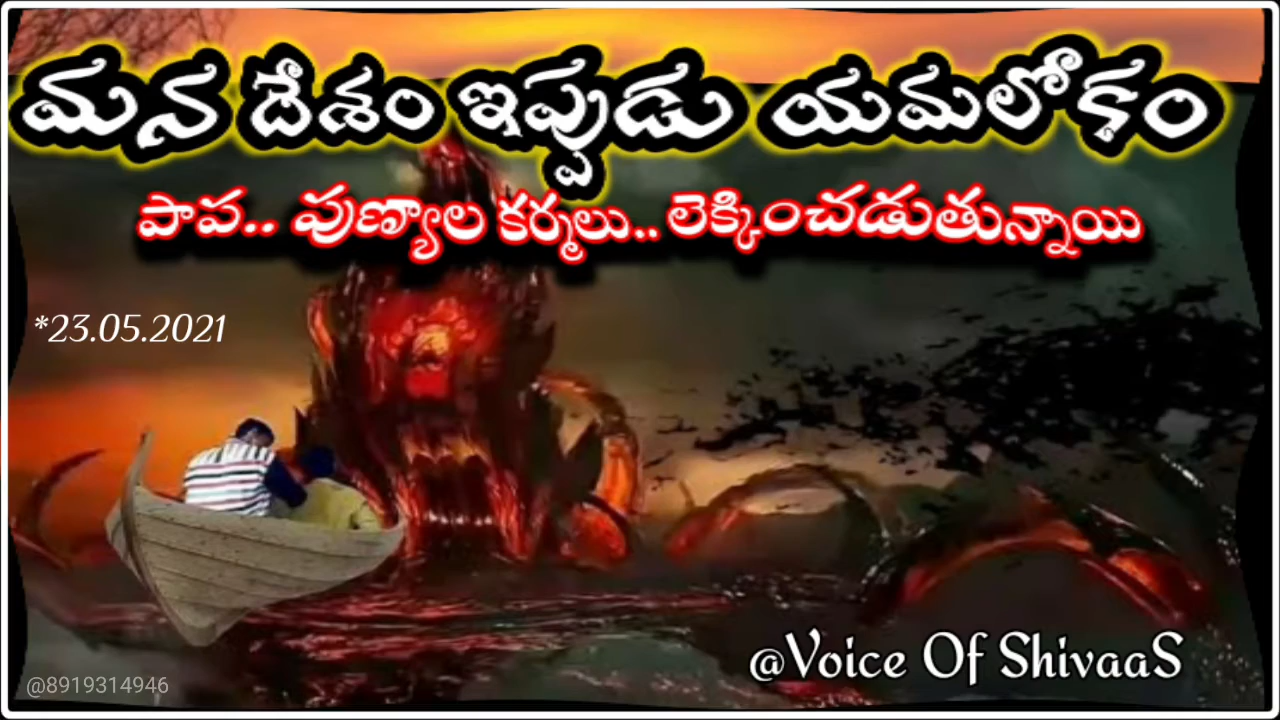 మన దేశం ఇప్పుడు యమలోకం
పాప.. పుణ్యాల కర్మలు.. లెక్కించడుతున్నాయి
*23.05.2021
@Voice Of ShivaaS
@8919314946